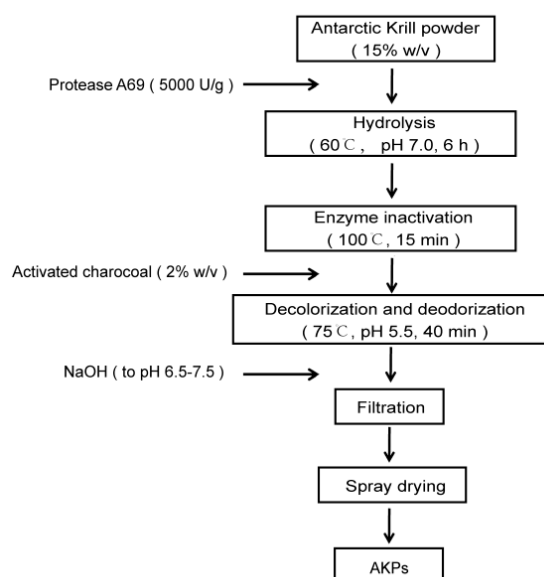 Antarctic Krill powder
( 15% w/v )
Protease A69 ( 5000 U/g )
Hydrolysis
( 60℃, pH 7.0, 6 h )
Enzyme inactivation
( 100℃, 15 min )
Activated charocoal ( 2% w/v )
Decolorization and deodorization
( 75℃, pH 5.5, 40 min )
NaOH ( to pH 6.5-7.5 )
Filtration
Spray drying
AKPs